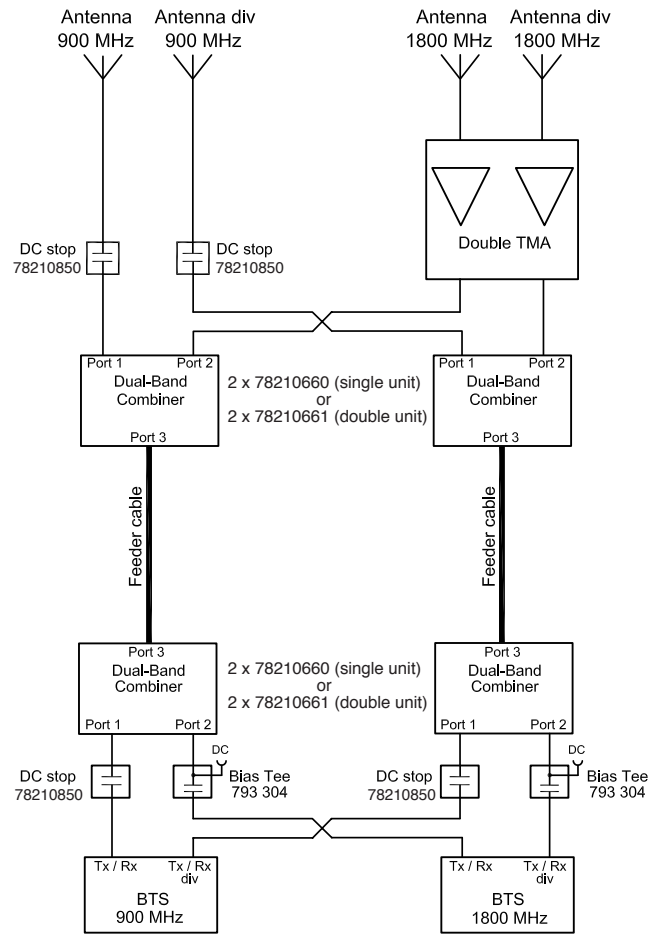 Antenna
900 MHz
Antenna div
900 MHz
Antenna
1800 MHz
Antenna div
1800 MHz
Double TMA
DC stop
78210850
DC stop
78210850
Port 1
Port 2
Dual-Band
Combiner
Port 3
2 x 78210660 (single unit)
or
2 x 78210661 (double unit)
Port 1
Port 2
Dual-Band
Combiner
Port 3
Feeder cable
Feeder cable
Port 3
Dual-Band
Combiner
Port 1
Port 2
2 x 78210660 (single unit)
or
2 x 78210661 (double unit)
Port 3
Dual-Band
Combiner
Port 1
Port 2
DC stop
78210850
DC
Bias Tee
793 304
DC stop
78210850
DC
Bias Tee
793 304
Tx / Rx
Tx / Rx
div
BTS
900 MHz
Tx / Rx
Tx / Rx
div
BTS
1800 MHz